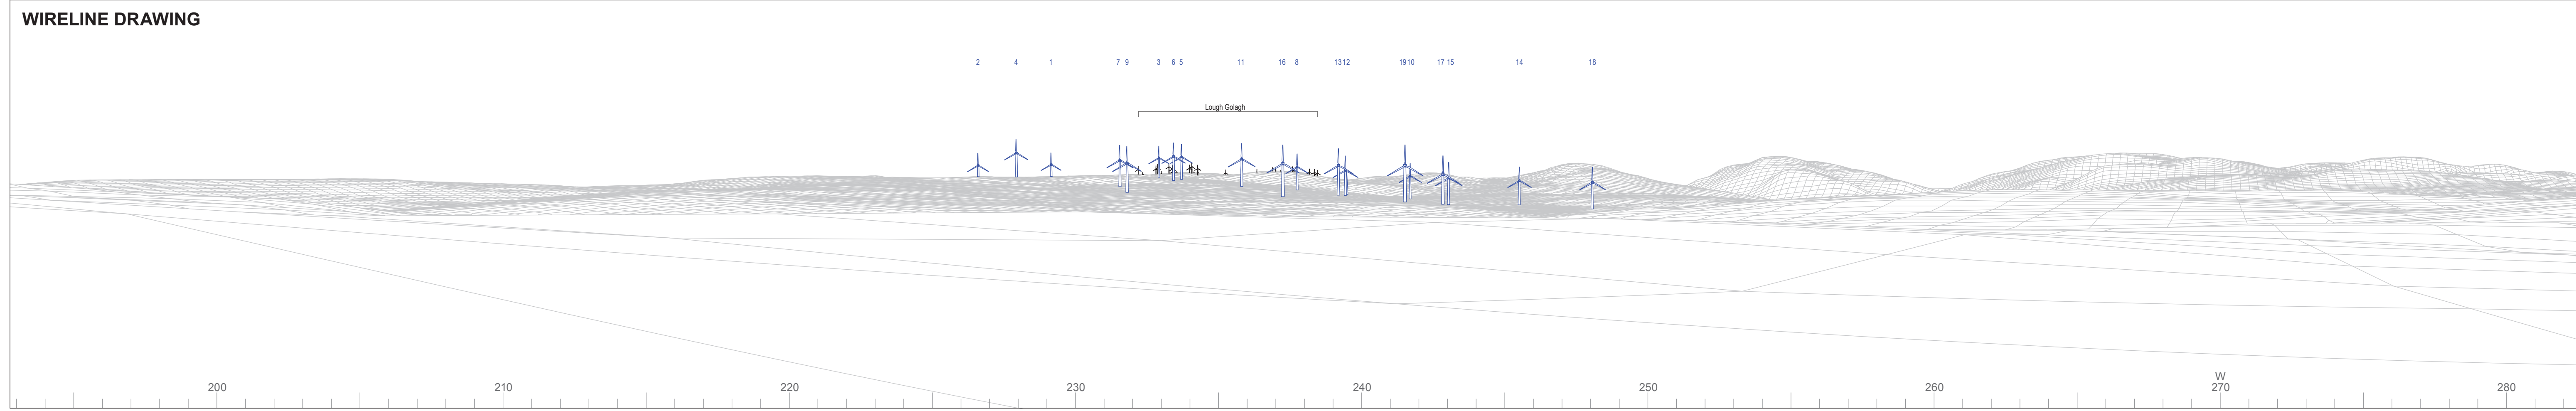 WIRELINE DRAWING
2 4 1 7 9 3 6 5 11 16 8 13 12 19 10 17 15 14 18
Lough Golagh
W
200 210 220 230 240 250 260 270 280